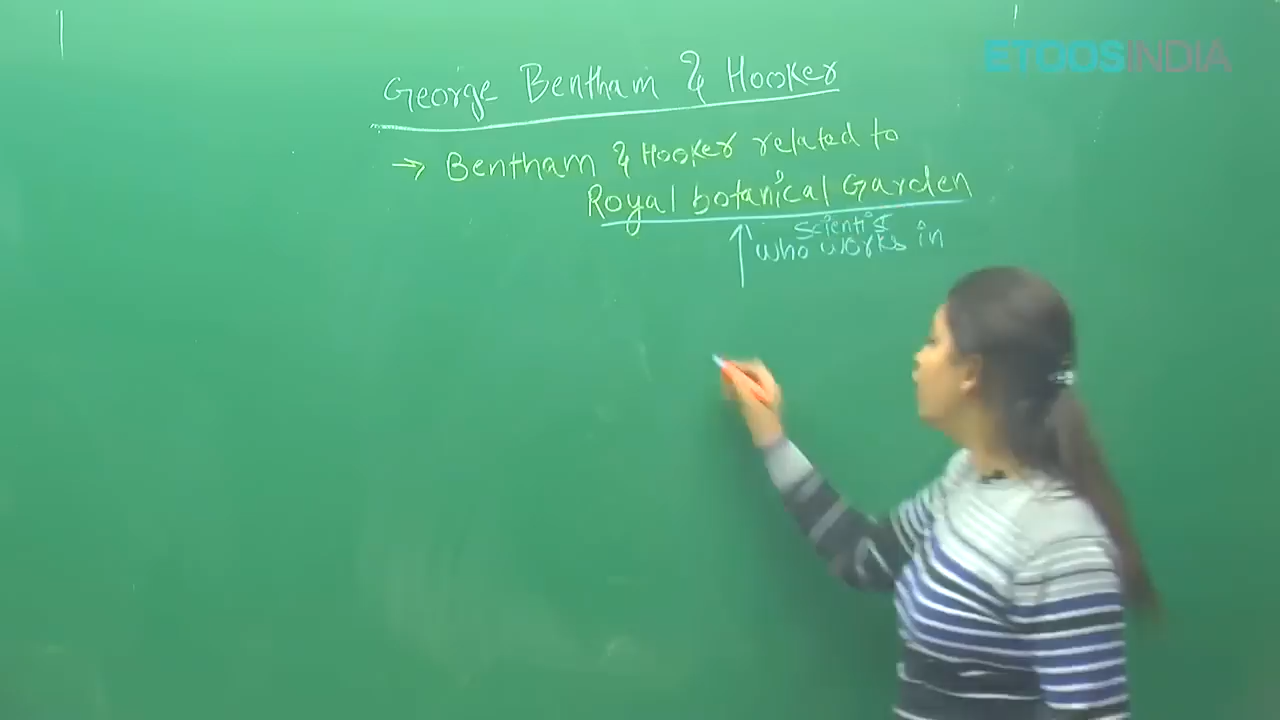 ETOOSINDIA
George Bentham & Hooker
→ Bentham & Hooker related to
Royal botanical Garden
scientist
who works in